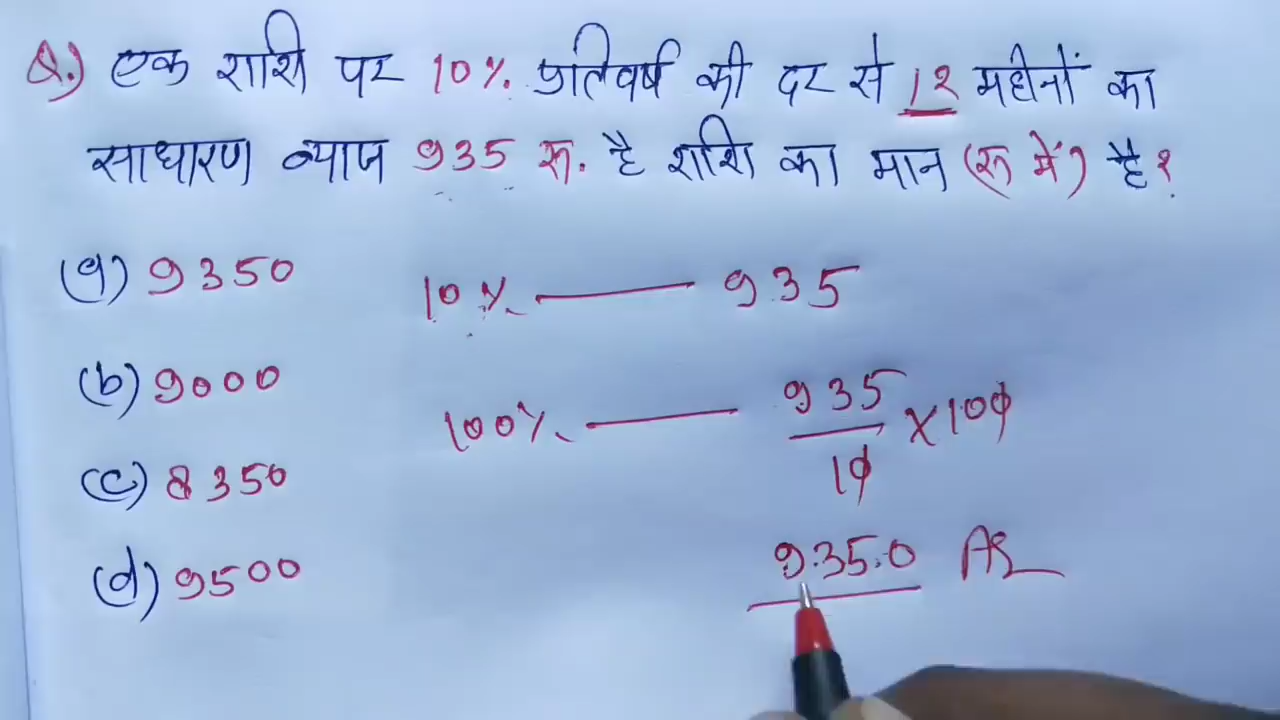 Q.) एक राशि पर 10% प्रतिवर्ष की दर से 12 महीनों का
साधारण ब्याज 935 रु. है राशि का मान (रु में) है?
(a) 9350
(b) 9000
(c) 8350
(d) 9500
10% — 935
100% — 935/10 × 100
9350 As